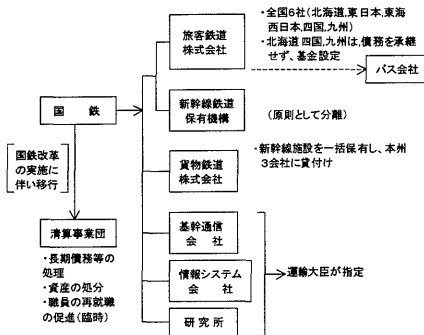 旅客鉄道
株式会社
・全国6社(北海道,東日本,東海
西日本,四国,九州)
・北海道 四国,九州は,債務を承継
せず、基金設定
バス会社
国 鉄
新幹線鉄道
保有機構
(原則として分離)
国鉄改革
の実施に
伴い移行
貨物鉄道
株式会社
・新幹線施設を一括保有し、本州
3会社に貸付け
清算事業団
・長期債務等の
処理
・資産の処分
・職員の再就職
の促進(臨時)
基幹通信
会 社
情報システム
会 社
研 究 所
運輸大臣が指定